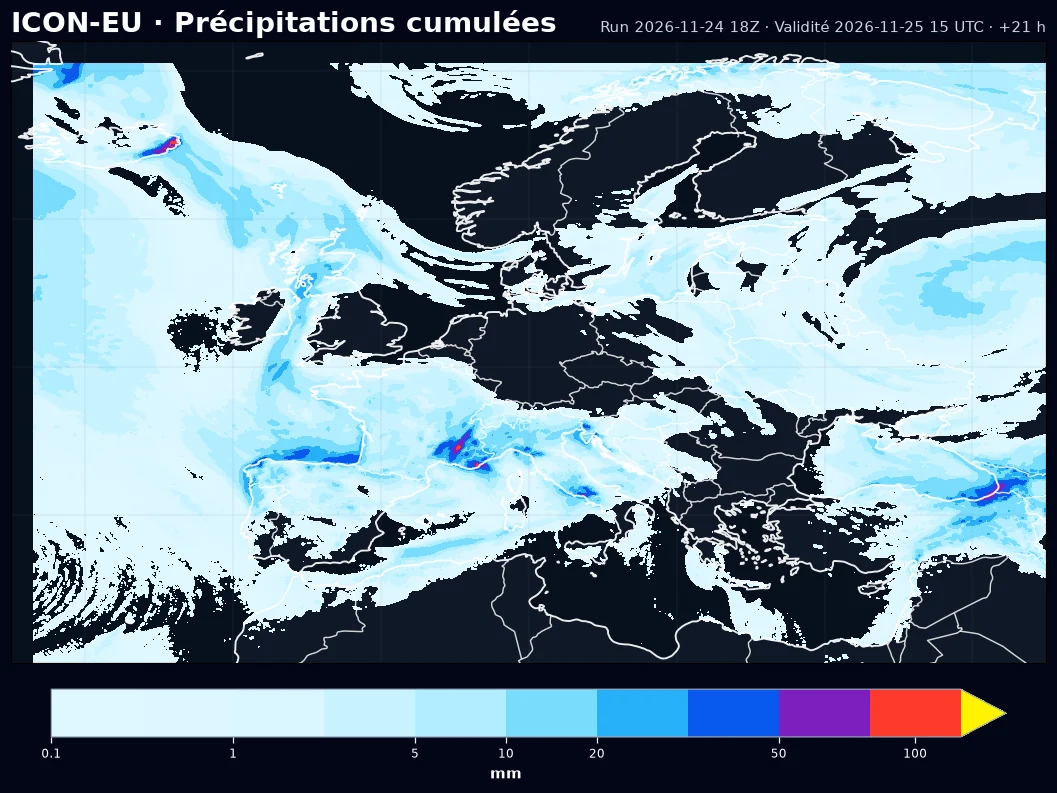 ICON-EU · Précipitations cumulées
Run 2026-11-24 18Z · Validité 2026-11-25 15 UTC · +21 h
0.1 1 5 10 20 50 100
mm